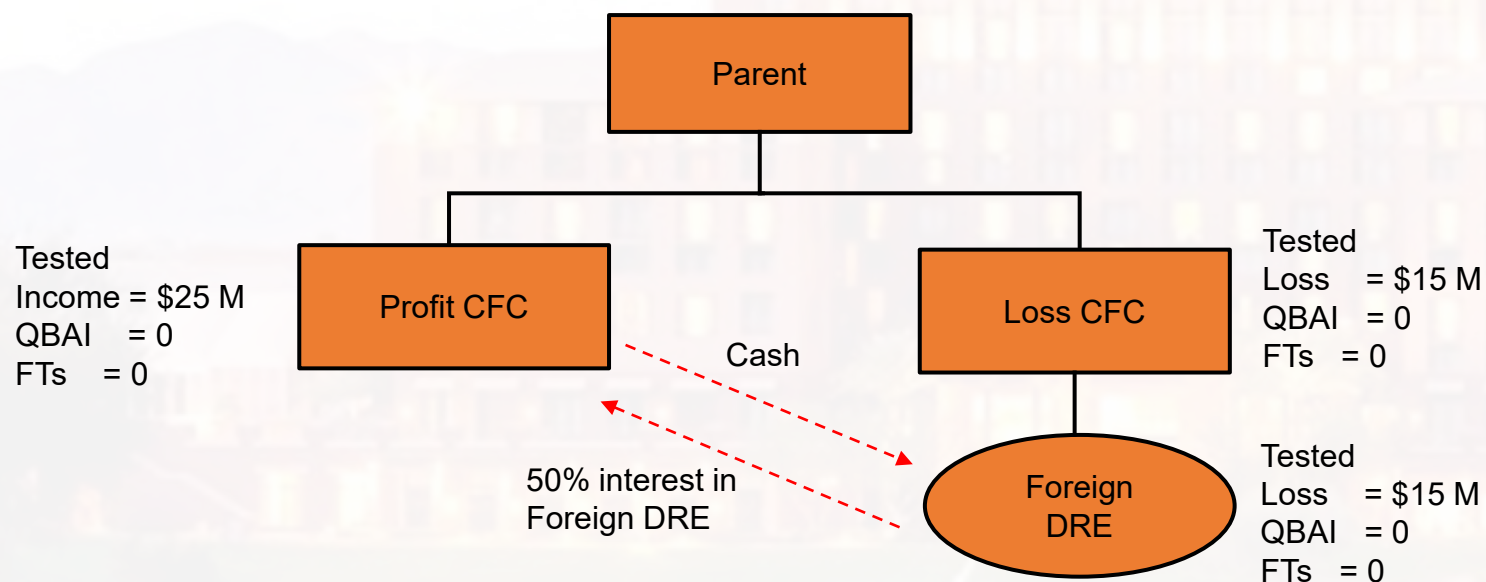 Parent
Tested
Income = $25 M
QBAI = 0
FTs = 0
Profit CFC
Cash
50% interest in
Foreign DRE
Loss CFC
Tested
Loss = $15 M
QBAI = 0
FTs = 0
Foreign
DRE
Tested
Loss = $15 M
QBAI = 0
FTs = 0